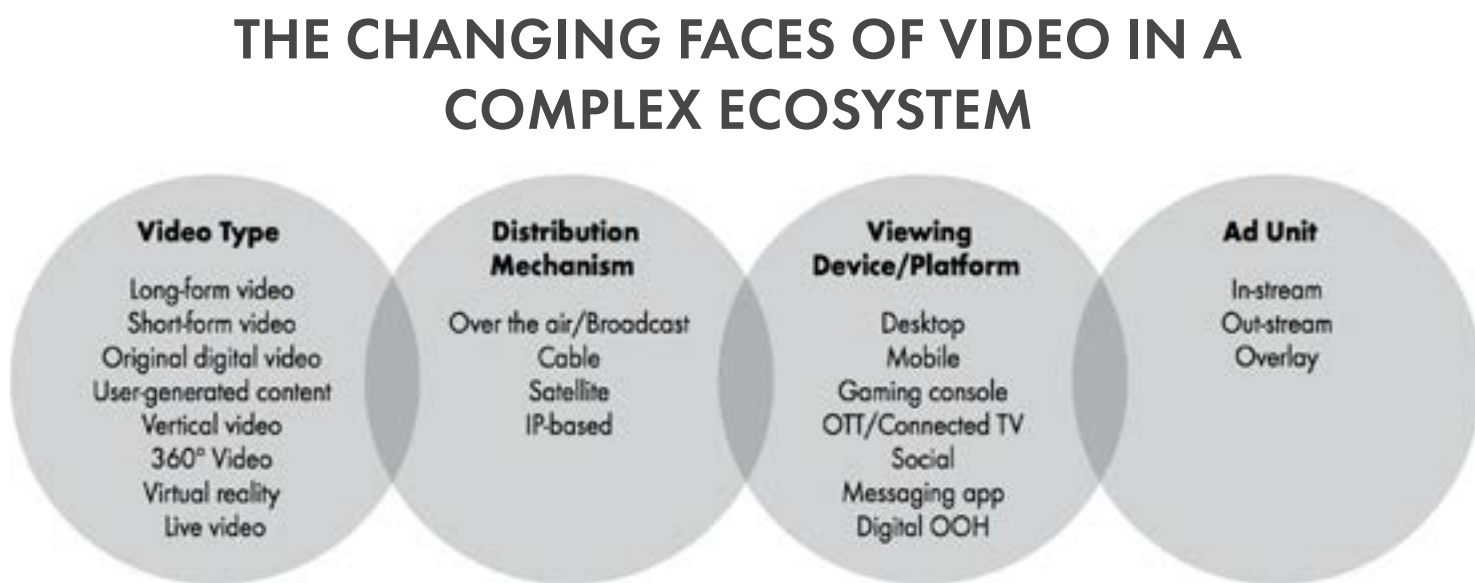 THE CHANGING FACES OF VIDEO IN A
COMPLEX ECOSYSTEM
Video Type
Long-form video
Short-form video
Original digital video
User-generated content
Vertical video
360° Video
Virtual reality
Live video
Distribution
Mechanism
Over the air/Broadcast
Cable
Satellite
IP-based
Viewing
Device/Platform
Desktop
Mobile
Gaming console
OTT/Connected TV
Social
Messaging app
Digital OOH
Ad Unit
In-stream
Out-stream
Overlay